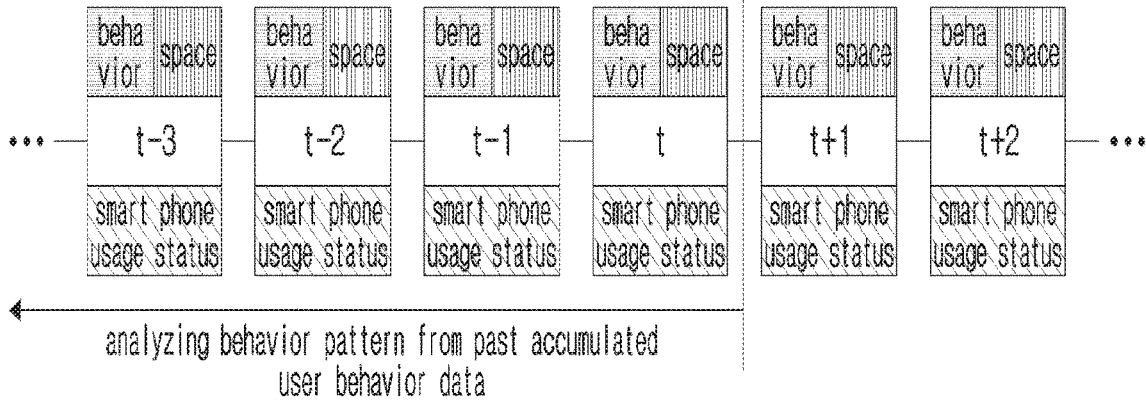 beha
vior
space
beha
vior
space
beha
vior
space
beha
vior
space
beha
vior
space
beha
vior
space
... t-3 t-2 t-1 t t+1 t+2 ...
smart phone
usage status
smart phone
usage status
smart phone
usage status
smart phone
usage status
smart phone
usage status
smart phone
usage status
analyzing behavior pattern from past accumulated
user behavior data